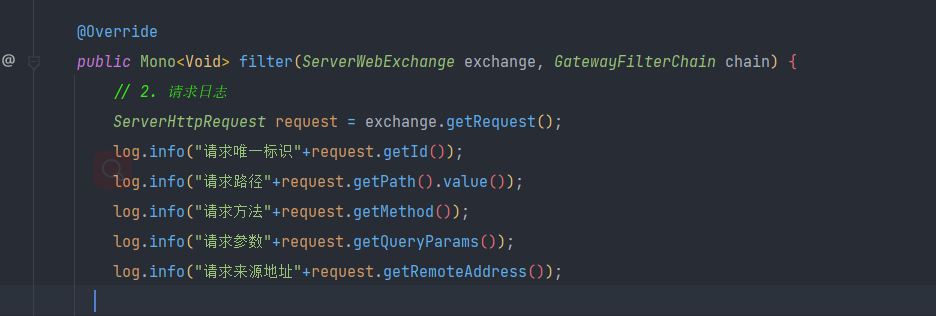 @Override
@ public Mono<Void> filter(ServerWebExchange exchange, GatewayFilterChain chain) {
// 2. 请求日志
ServerHttpRequest request = exchange.getRequest();
log.info("请求唯一标识"+request.getId());
log.info("请求路径"+request.getPath().value());
log.info("请求方法"+request.getMethod());
log.info("请求参数"+request.getQueryParams());
log.info("请求来源地址"+request.getRemoteAddress());